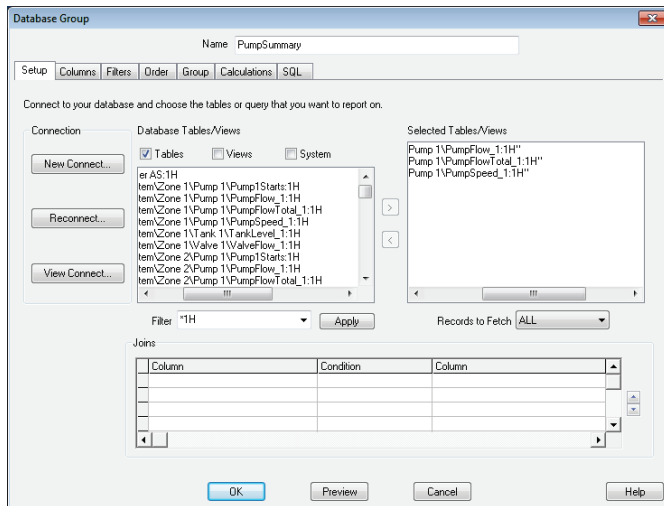 Database Group
Name PumpSummary
Setup Columns Filters Order Group Calculations SQL
Connect to your database and choose the tables or query that you want to report on.
Connection Database Tables/Views Selected Tables/Views
Tables Views System
New Connect...
Reconnect...
View Connect...
er AS:1H
tem\Zone 1\Pump 1\Pump1Starts:1H
tem\Zone 1\Pump 1\PumpFlow_1:1H
tem\Zone 1\Pump 1\PumpFlowTotal_1:1H
tem\Zone 1\Pump 1\PumpSpeed_1:1H
tem\Zone 1\Tank 1\TankLevel_1:1H
tem\Zone 1\Valve 1\ValveFlow_1:1H
tem\Zone 2\Pump 1\Pump1Starts:1H
tem\Zone 2\Pump 1\PumpFlow_1:1H
tem\Zone 2\Pump 1\PumpFlowTotal_1:1H
>
<
Pump 1\PumpFlow_1:1H"
Pump 1\PumpFlowTotal_1:1H"
Pump 1\PumpSpeed_1:1H"
Filter *1H Apply Records to Fetch ALL
Joins
Column Condition Column
OK Preview Cancel Help